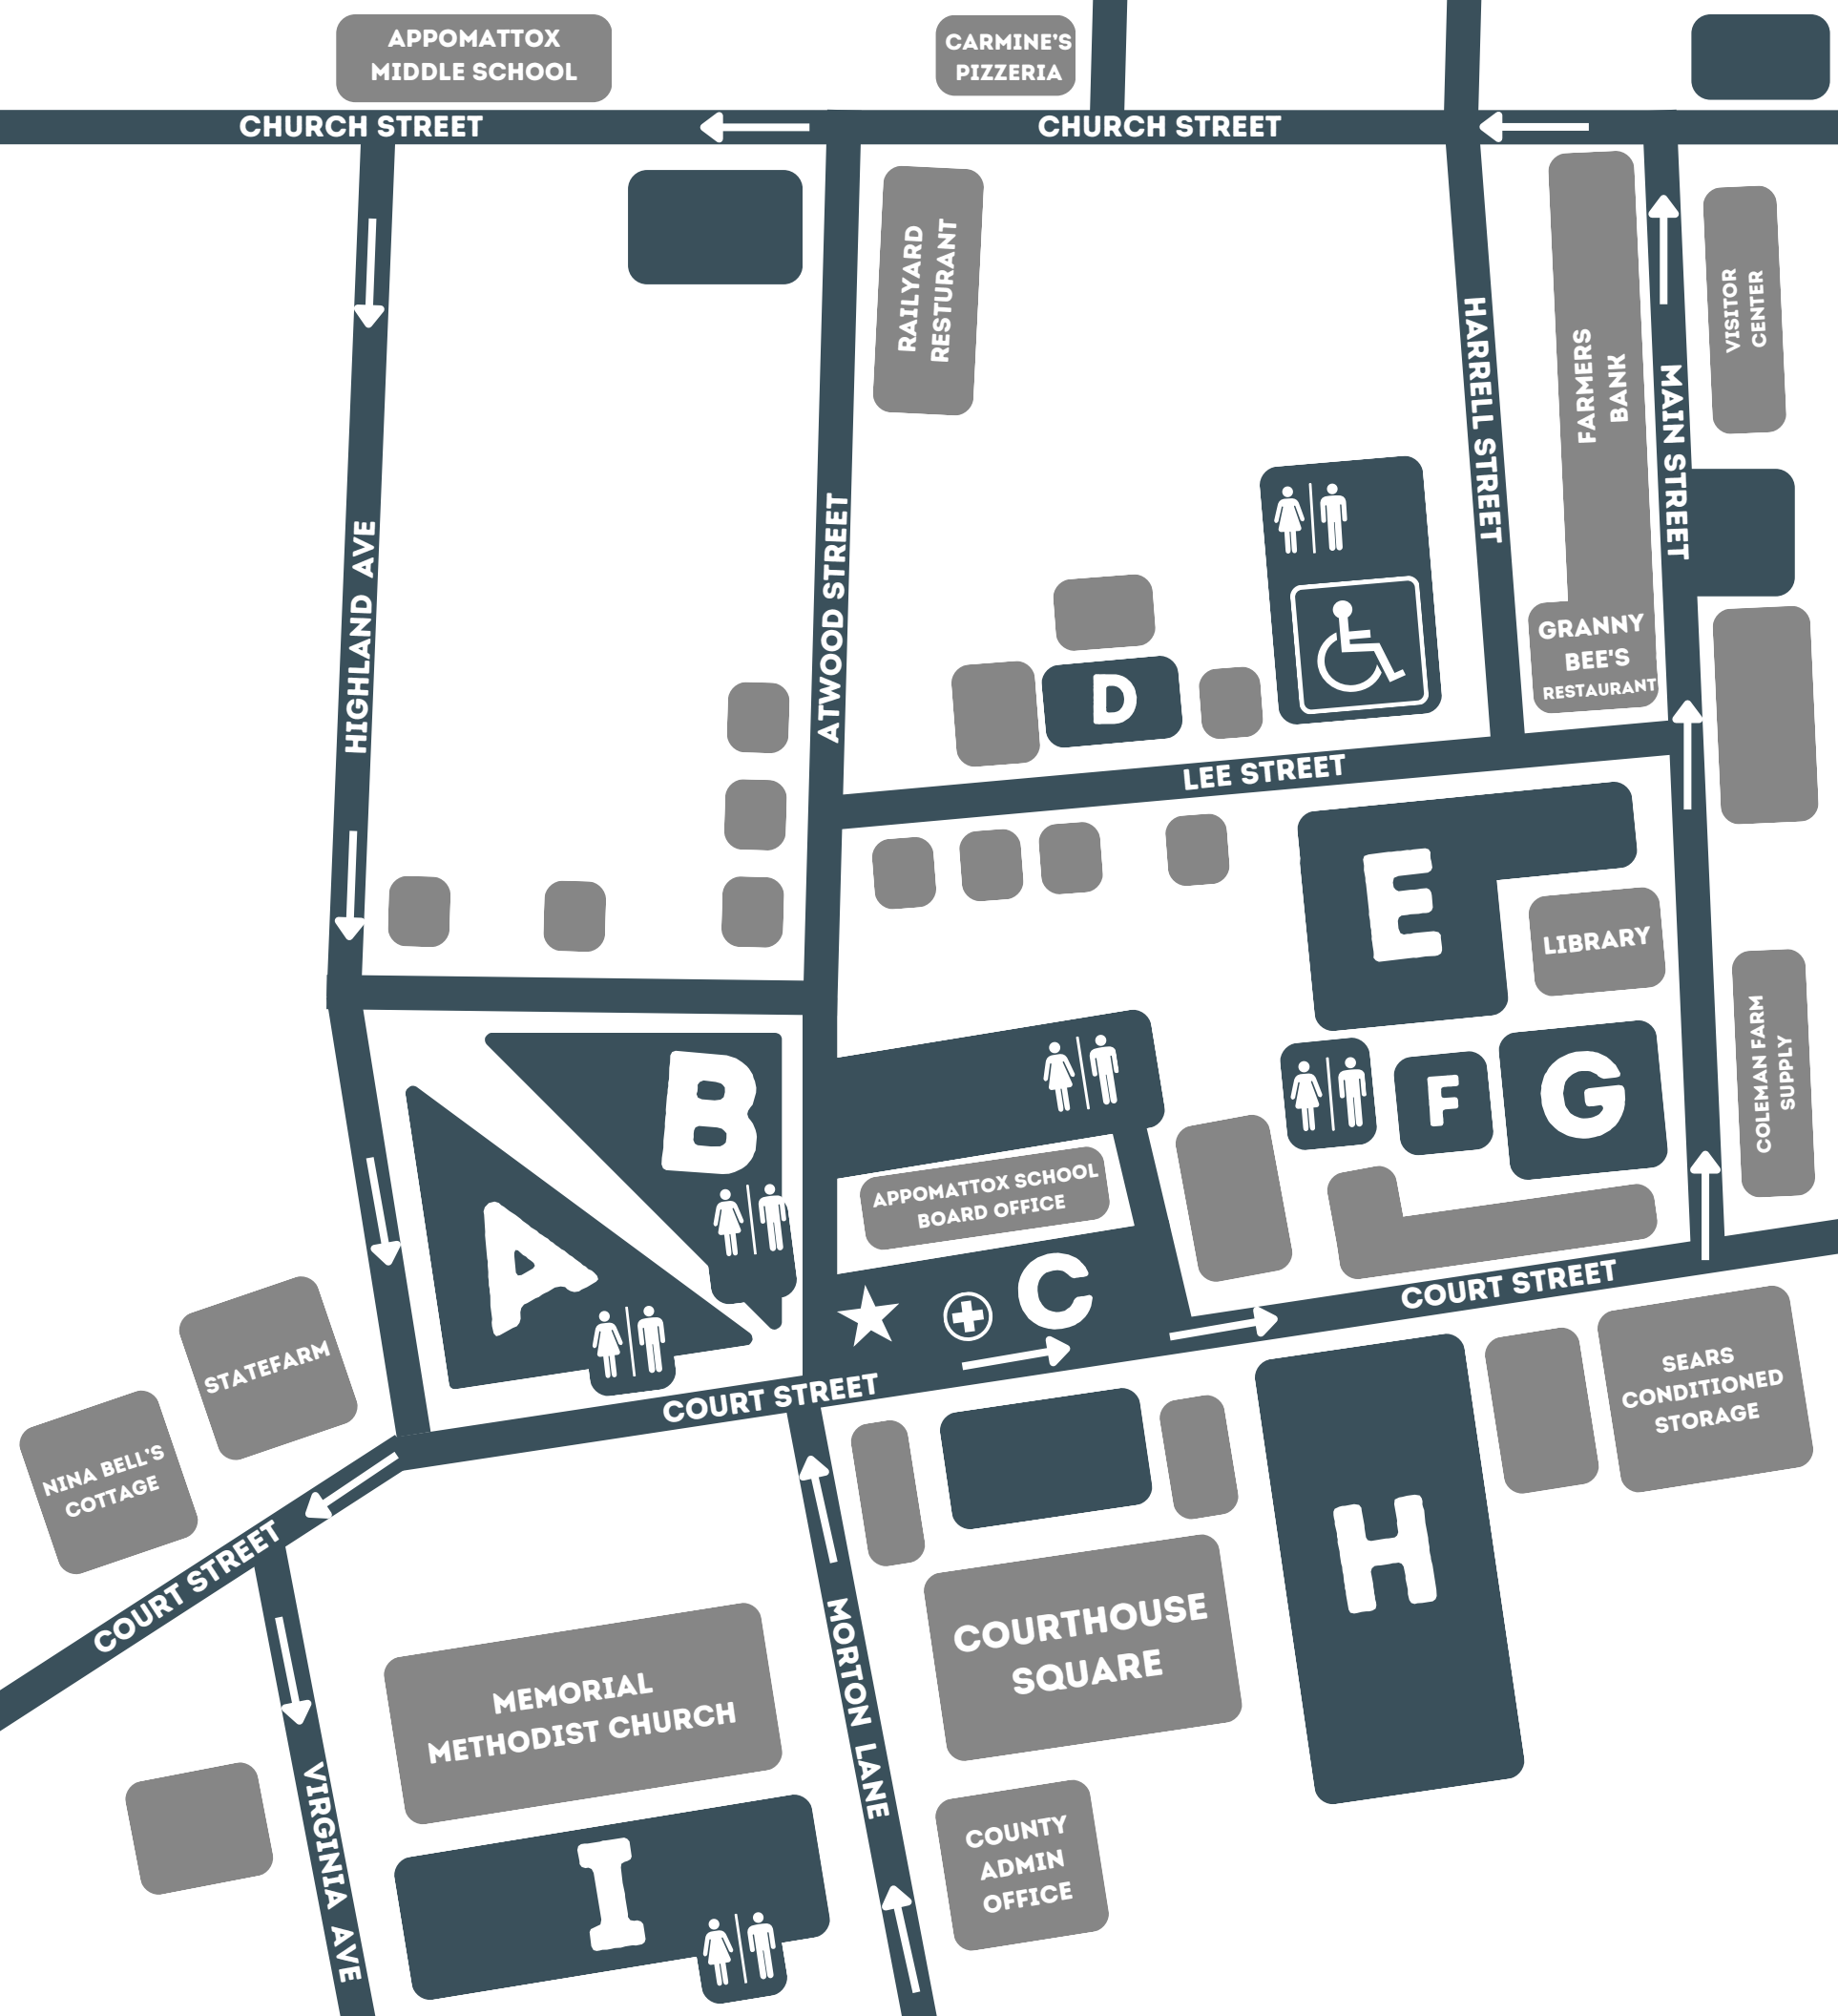 APPOMATTOX
MIDDLE SCHOOL
CARMINE'S
PIZZERIA
CHURCH STREET
CHURCH STREET
RAILYARD
RESTURANT
HARRELL STREET
FARMERS
BANK
MAIN STREET
VISITOR
CENTER
HIGHLAND AVE
ATWOOD STREET
GRANNY
BEE'S
RESTAURANT
D
LEE STREET
E
LIBRARY
B
F
G
COLEMAN FARM
SUPPLY
A
APPOMATTOX SCHOOL
BOARD OFFICE
C
COURT STREET
STATEFARM
COURT STREET
SEARS
CONDITIONED
STORAGE
NINA BELL'S
COTTAGE
COURT STREET
H
MORTON LANE
COURTHOUSE
SQUARE
MEMORIAL
METHODIST CHURCH
VIRGINIA AVE
I
COUNTY
ADMIN
OFFICE